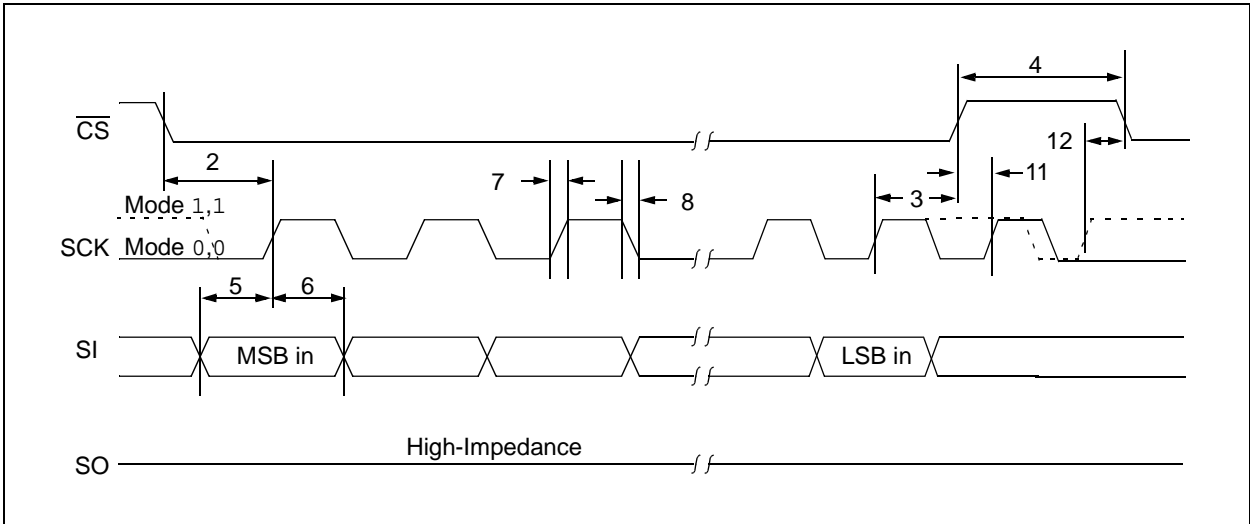 4
CS
12
2
7
8
3
11
Mode 1,1
SCK Mode 0,0
5
6
SI
MSB in
LSB in
High-Impedance
SO